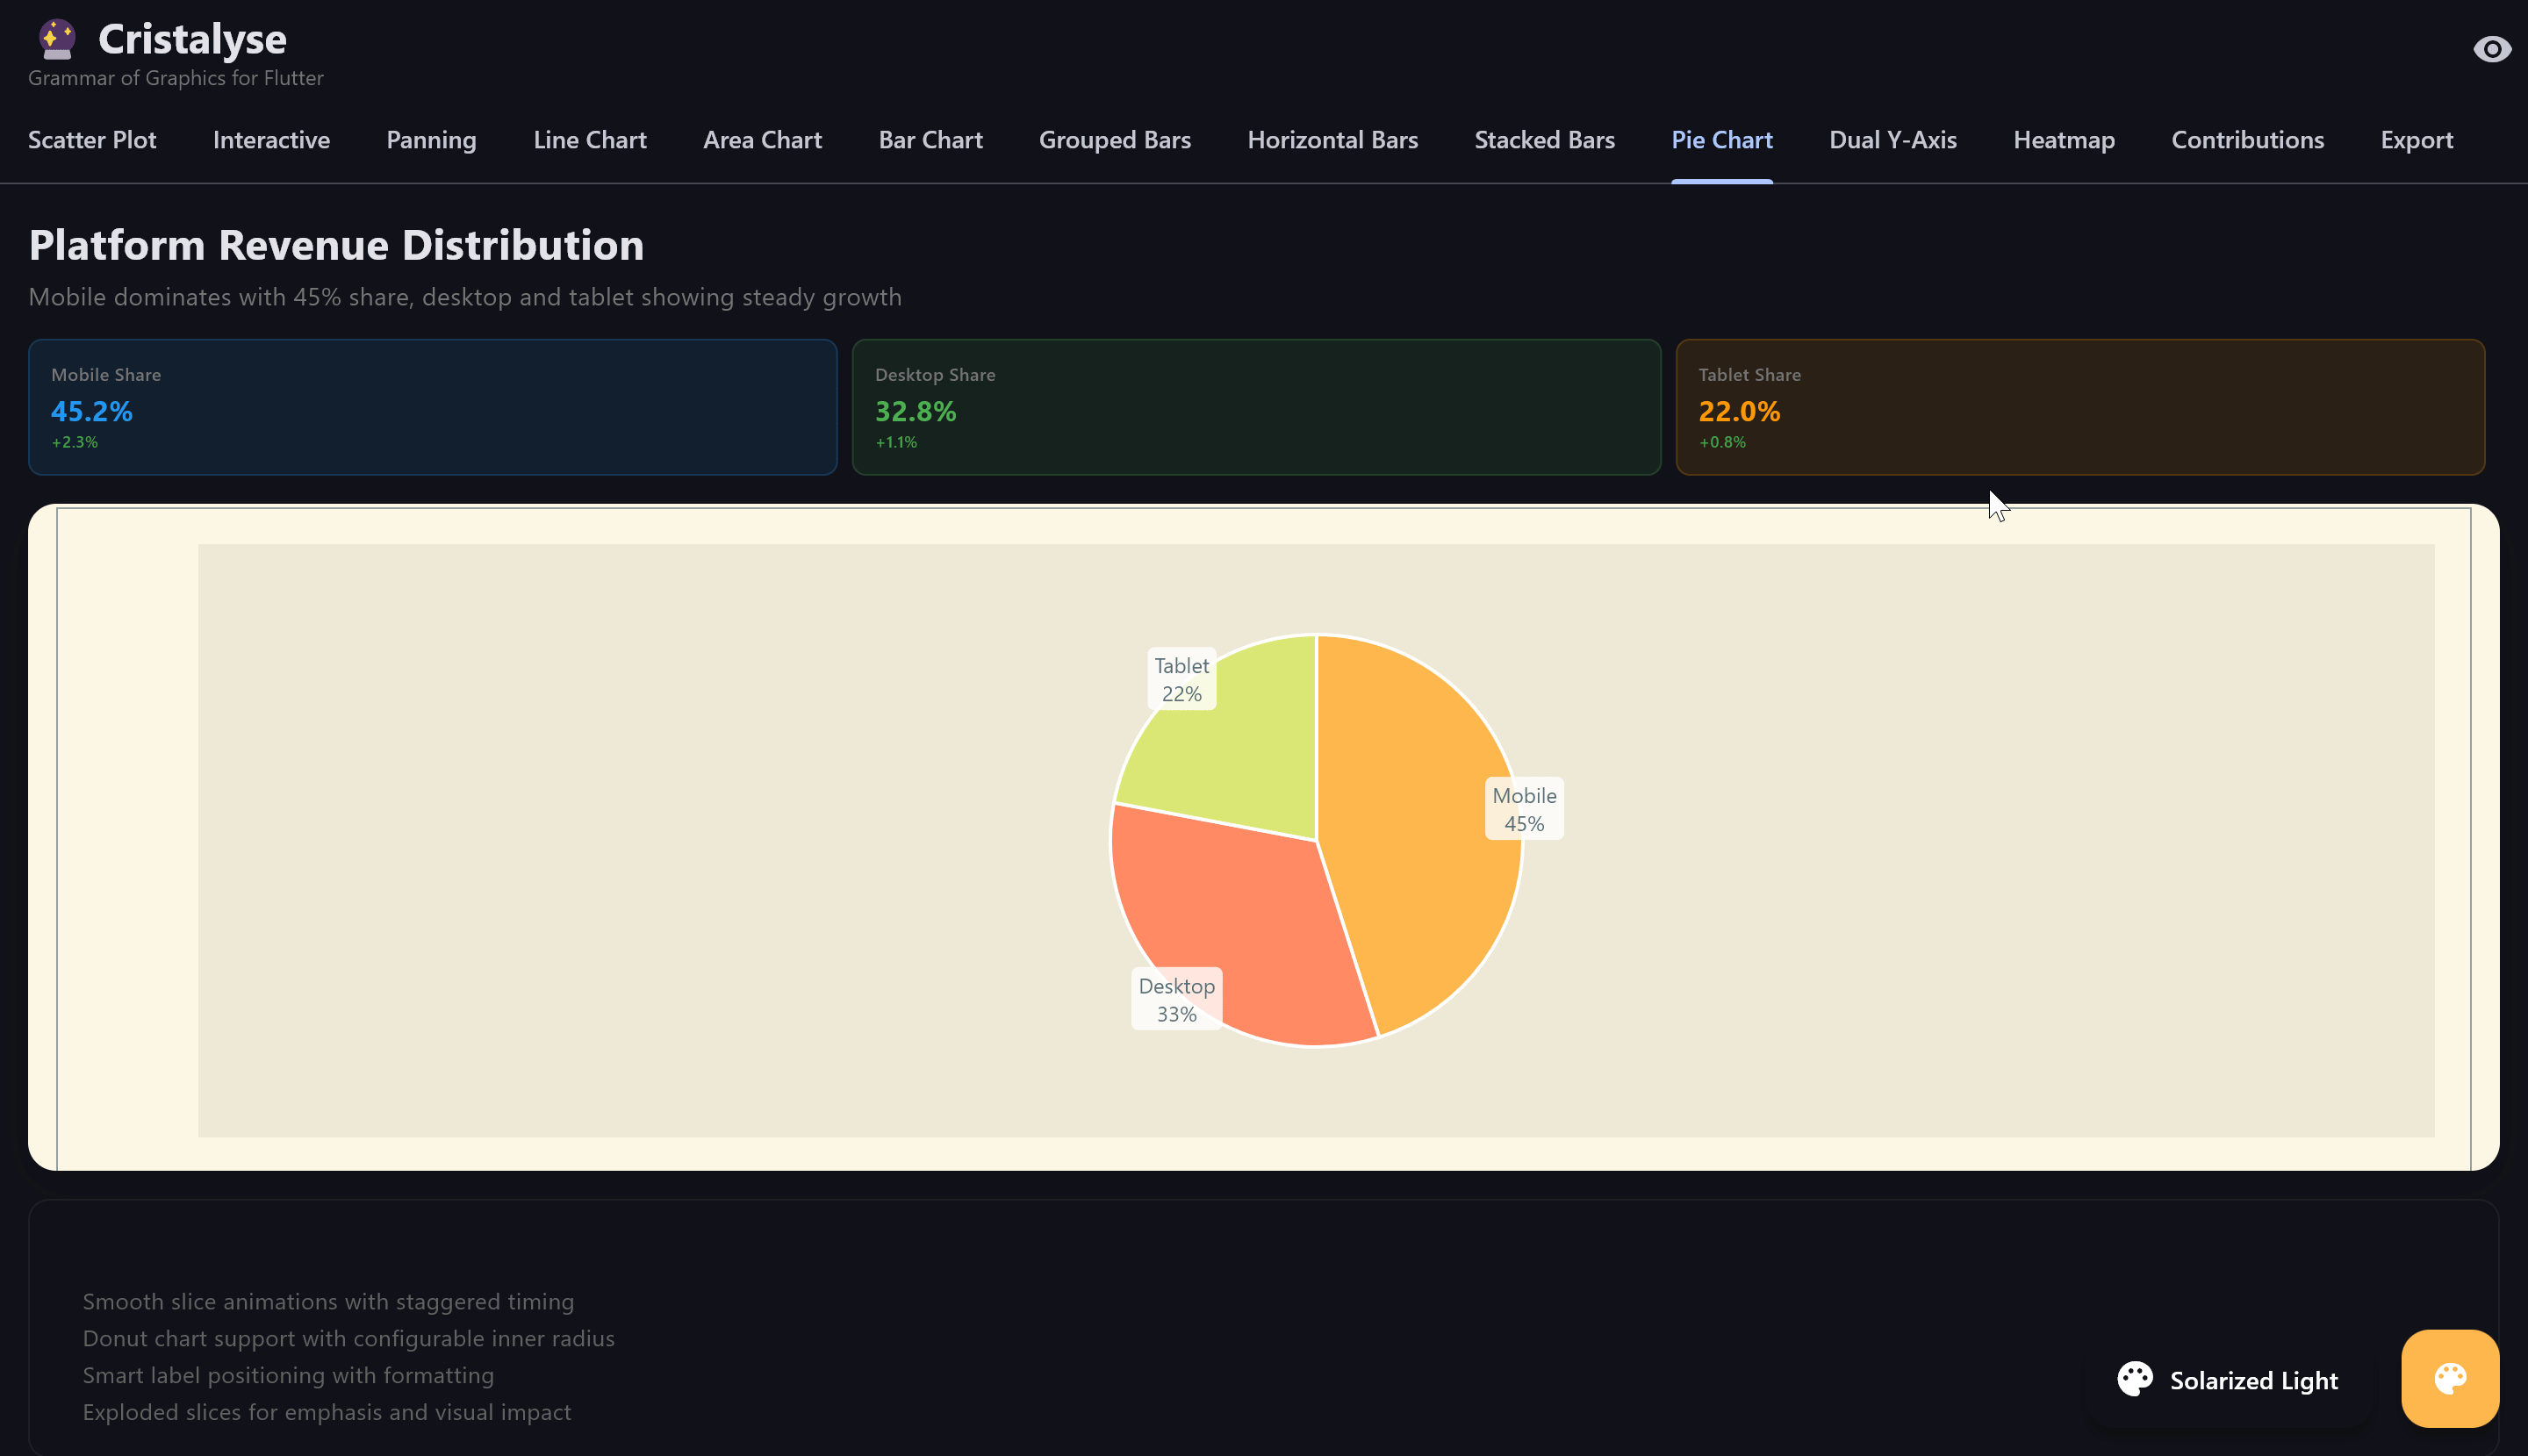 Cristalyse
Grammar of Graphics for Flutter
Scatter Plot Interactive Panning Line Chart Area Chart Bar Chart Grouped Bars Horizontal Bars Stacked Bars Pie Chart Dual Y-Axis Heatmap Contributions Export
Platform Revenue Distribution
Mobile dominates with 45% share, desktop and tablet showing steady growth
Mobile Share
45.2%
+2.3%
Desktop Share
32.8%
+1.1%
Tablet Share
22.0%
+0.8%
Tablet
22%
Mobile
45%
Desktop
33%
Smooth slice animations with staggered timing
Donut chart support with configurable inner radius
Smart label positioning with formatting
Exploded slices for emphasis and visual impact
Solarized Light